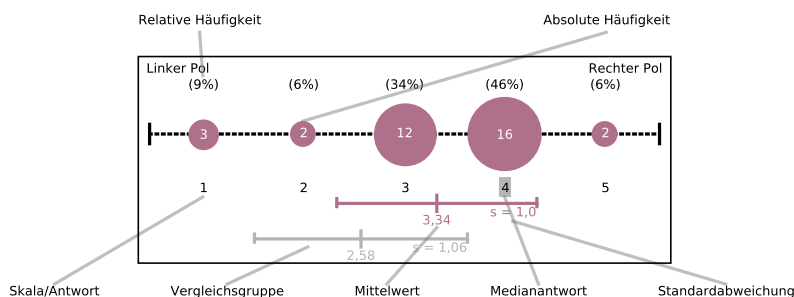 Relative Häufigkeit Absolute Häufigkeit
Linker Pol Rechter Pol
(9%) (6%) (34%) (46%) (6%)
3 2 12 16 2
1 2 3 4 5
3,34 s = 1,0
2,58 s = 1,06
Skala/Antwort Vergleichsgruppe Mittelwert Medianantwort Standardabweichung